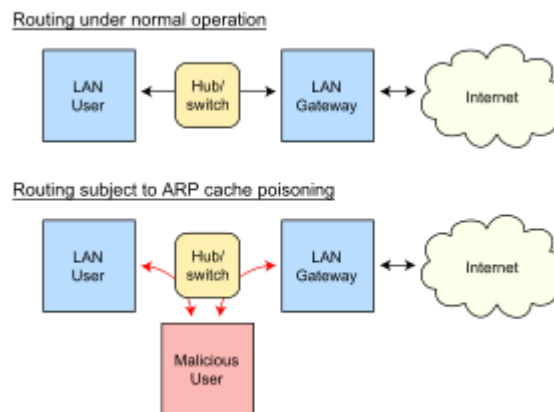 Routing under normal operation
LAN
User
Hub/
switch
LAN
Gateway
Internet
Routing subject to ARP cache poisoning
LAN
User
Hub/
switch
LAN
Gateway
Internet
Malicious
User